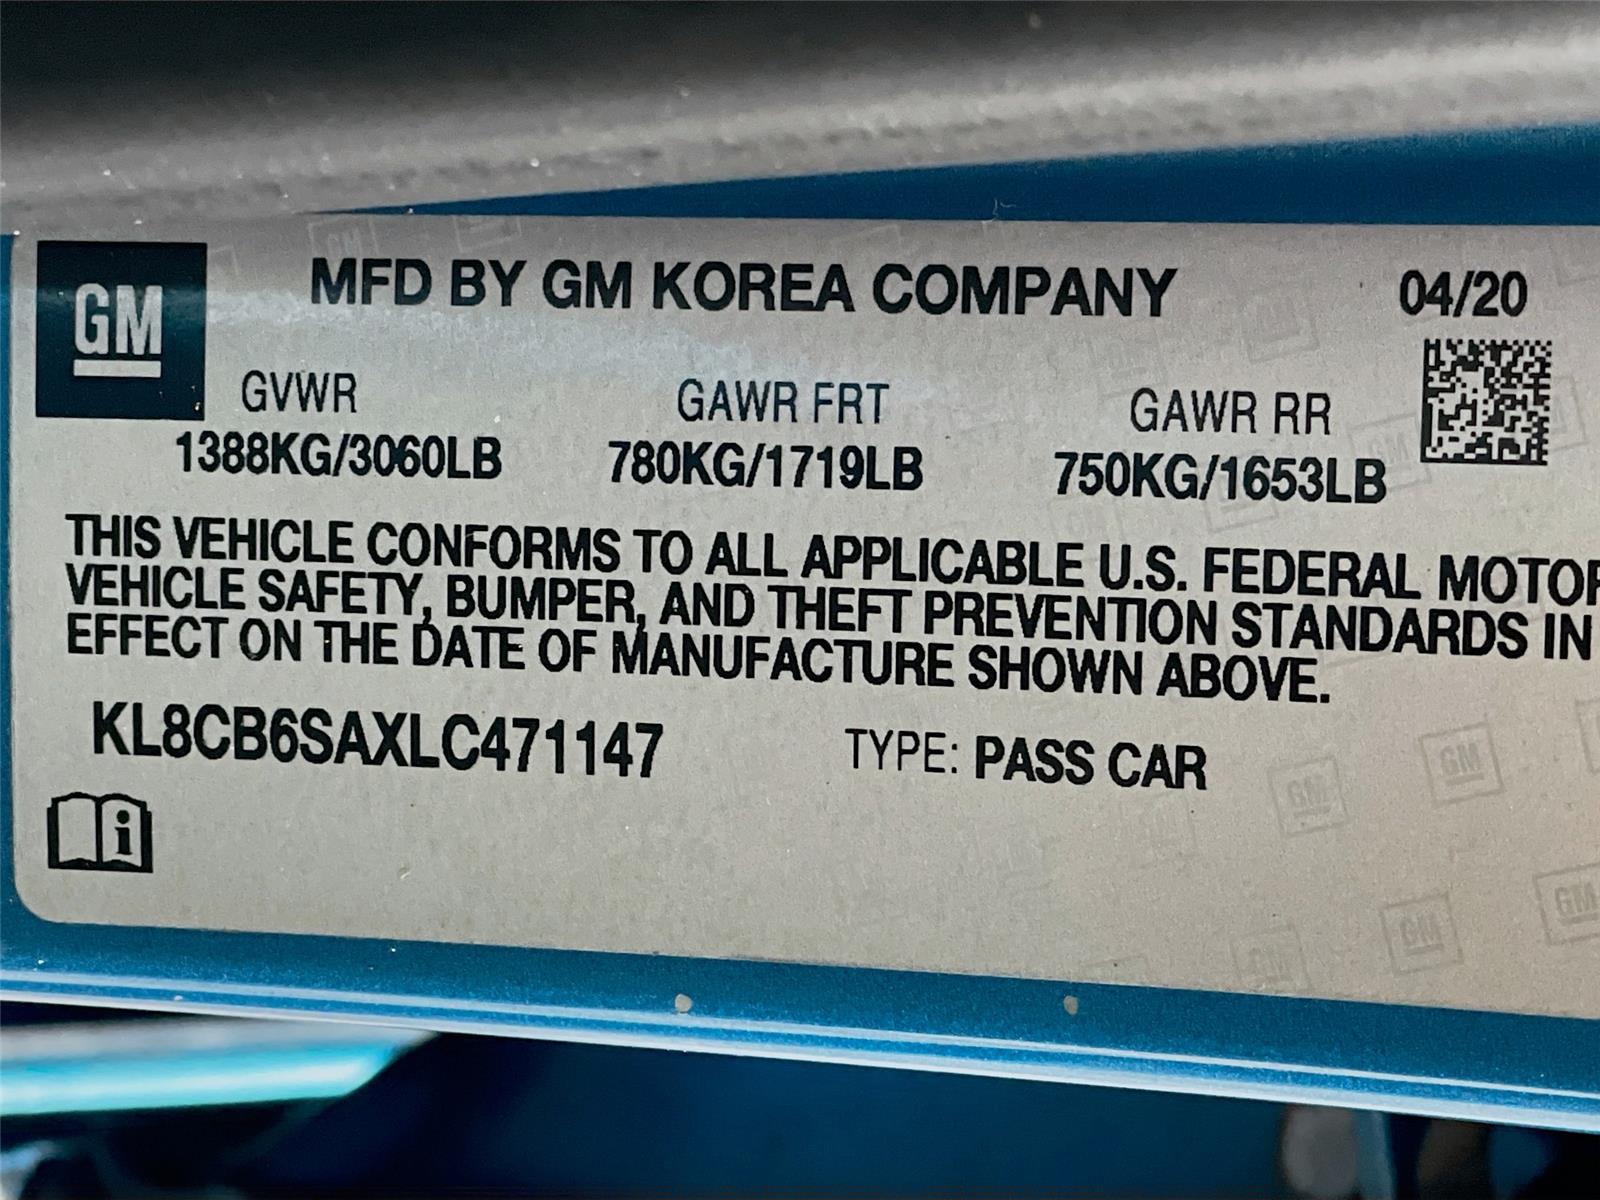 GM
MFD BY GM KOREA COMPANY 04/20
GVWR GAWR FRT GAWR RR
1388KG/3060LB 780KG/1719LB 750KG/1653LB
THIS VEHICLE CONFORMS TO ALL APPLICABLE U.S. FEDERAL MOTOR
VEHICLE SAFETY, BUMPER, AND THEFT PREVENTION STANDARDS IN
EFFECT ON THE DATE OF MANUFACTURE SHOWN ABOVE.
KL8CB6SAXLC471147 TYPE: PASS CAR
i